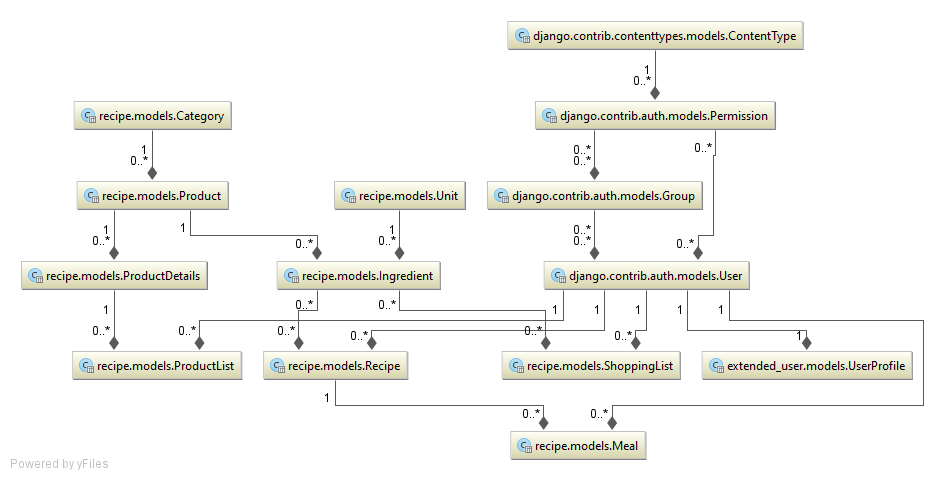 django.contrib.contenttypes.models.ContentType
1
0..*
recipe.models.Category
django.contrib.auth.models.Permission
1
0..*
0..*
0..*
0..*
recipe.models.Product
recipe.models.Unit
django.contrib.auth.models.Group
1
0..*
1
0..*
1
0..*
0..*
0..*
0..*
recipe.models.ProductDetails
recipe.models.Ingredient
django.contrib.auth.models.User
1
0..*
0..*
0..*
0..*
0..*
0..*
1
1
0..*
1
0..*
1
1
1
recipe.models.ProductList
recipe.models.Recipe
recipe.models.ShoppingList
extended_user.models.UserProfile
1
0..*
0..*
recipe.models.Meal
Powered by yFiles